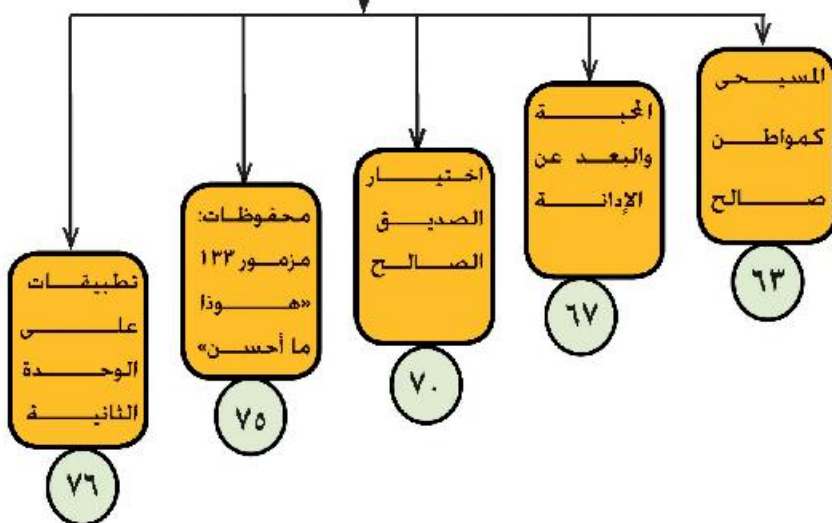 المسيحى
كمواطن
صالح
٦٣
المحبة
والبعد عن
الإدانة
٦٧
اختيار
الصديق
الصالح
٧٠
محفوظات:
مزمور ١٣٣
«هوذا
ما أحسن»
٧٥
تطبيقات
على
الوحدة
الثانية
٧٦